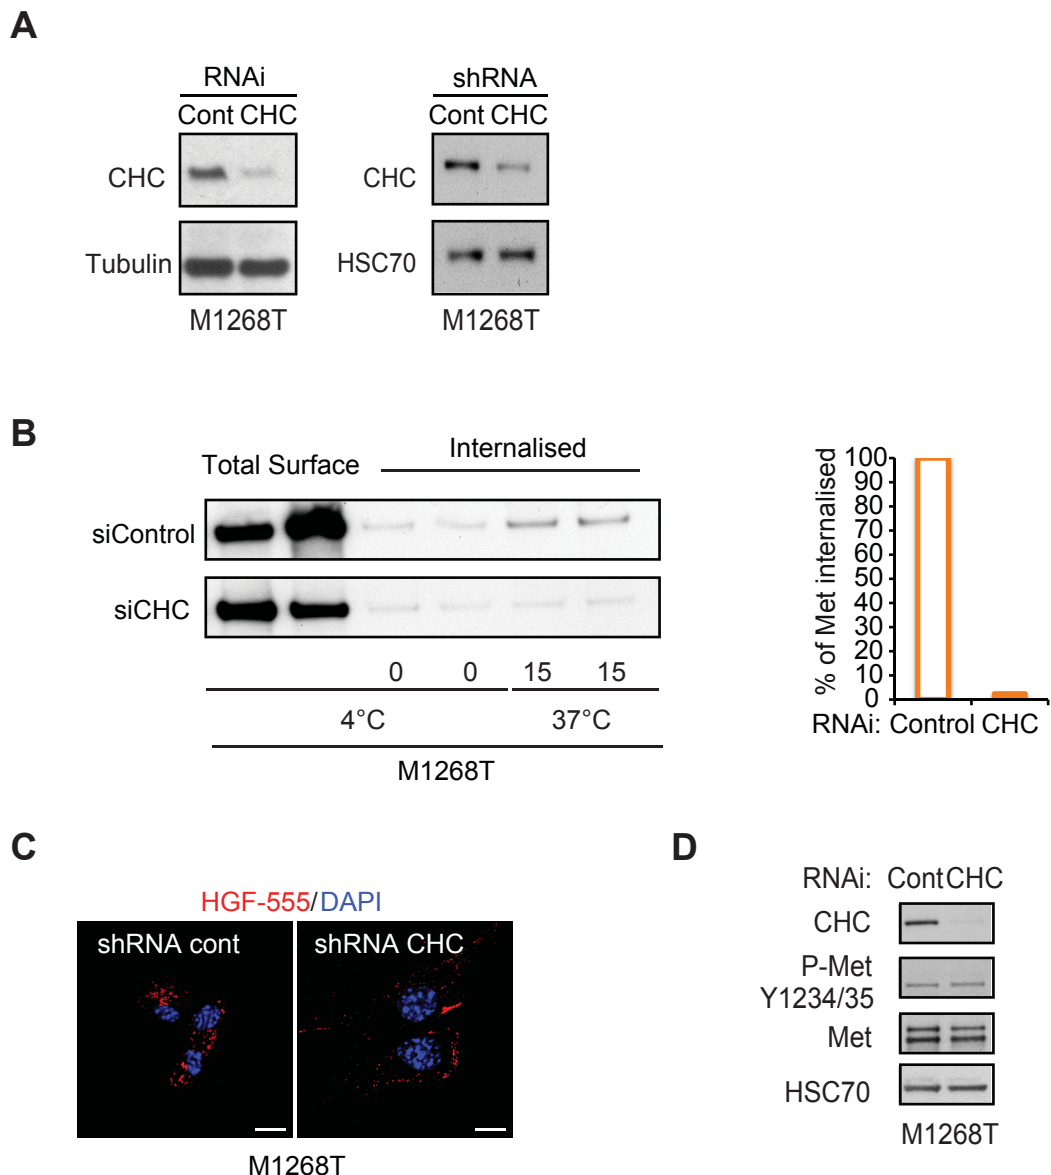 A
RNAi
Cont CHC
CHC
Tubulin
M1268T
shRNA
Cont CHC
CHC
HSC70
M1268T
B
Total Surface
Internalised
siControl
siCHC
0 0 15 15
4°C 37°C
M1268T
% of Met internalised
100
90
80
70
60
50
40
30
20
10
0
RNAi: Control CHC
C
HGF-555/DAPI
shRNA cont
shRNA CHC
M1268T
D
RNAi: Cont CHC
CHC
P-Met
Y1234/35
Met
HSC70
M1268T